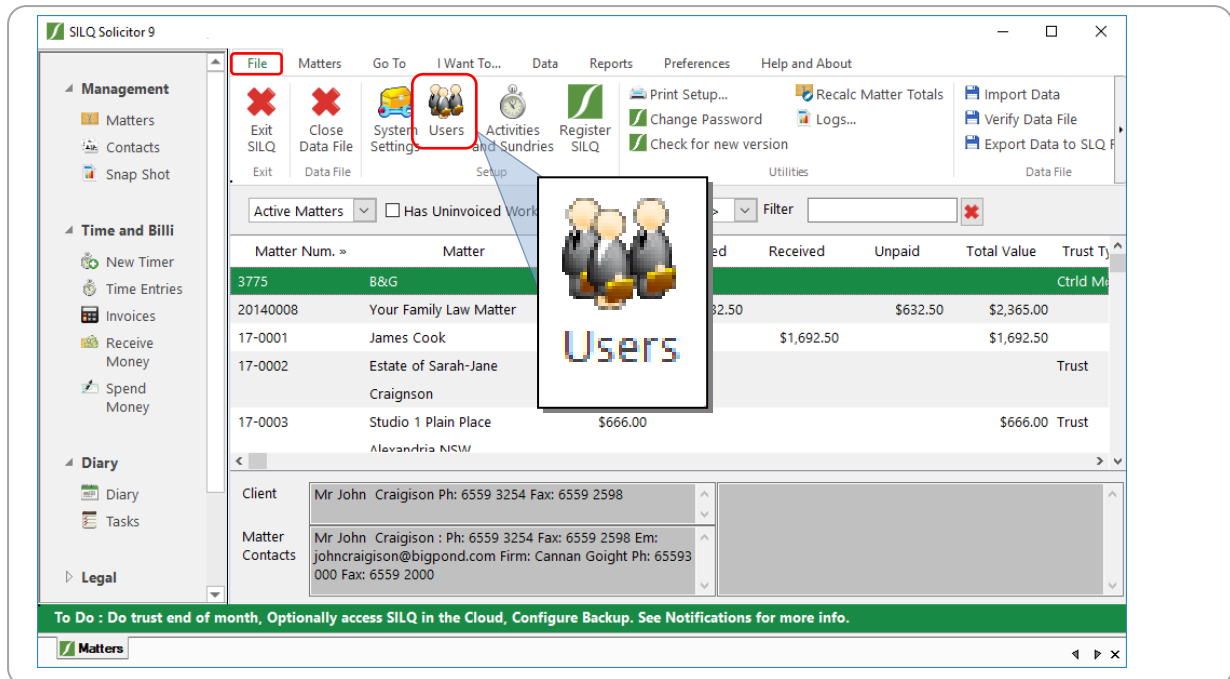 SILQ Solicitor 9
File Matters Go To I Want To... Data Reports Preferences Help and About
Management
Matters
Contacts
Snap Shot
Time and Billi
New Timer
Time Entries
Invoices
Receive
Money
Spend
Money
Diary
Diary
Tasks
Legal
Exit
SILQ
Close
Data File
System
Settings
Users
Activities
and Sundries
Register
SILQ
Print Setup...
Change Password
Check for new version
Recalc Matter Totals
Logs...
Import Data
Verify Data File
Export Data to SLQ F
Exit Data File Setup Utilities Data File
Active Matters Has Uninvoiced Work > Filter
Matter Num. » Matter ed Received Unpaid Total Value Trust Ty
3775 B&G Ctrld Mo
20140008 Your Family Law Matter 32.50 $632.50 $2,365.00
17-0001 James Cook $1,692.50 $1,692.50
17-0002 Estate of Sarah-Jane Trust
Craignson
17-0003 Studio 1 Plain Place $666.00 $666.00 Trust
Alexandria NSW
Users
Client Mr John Craigison Ph: 6559 3254 Fax: 6559 2598
Matter Mr John Craigison : Ph: 6559 3254 Fax: 6559 2598 Em:
Contacts johncraigison@bigpond.com Firm: Cannan Goight Ph: 65593
000 Fax: 6559 2000
To Do : Do trust end of month, Optionally access SILQ in the Cloud, Configure Backup. See Notifications for more info.
Matters